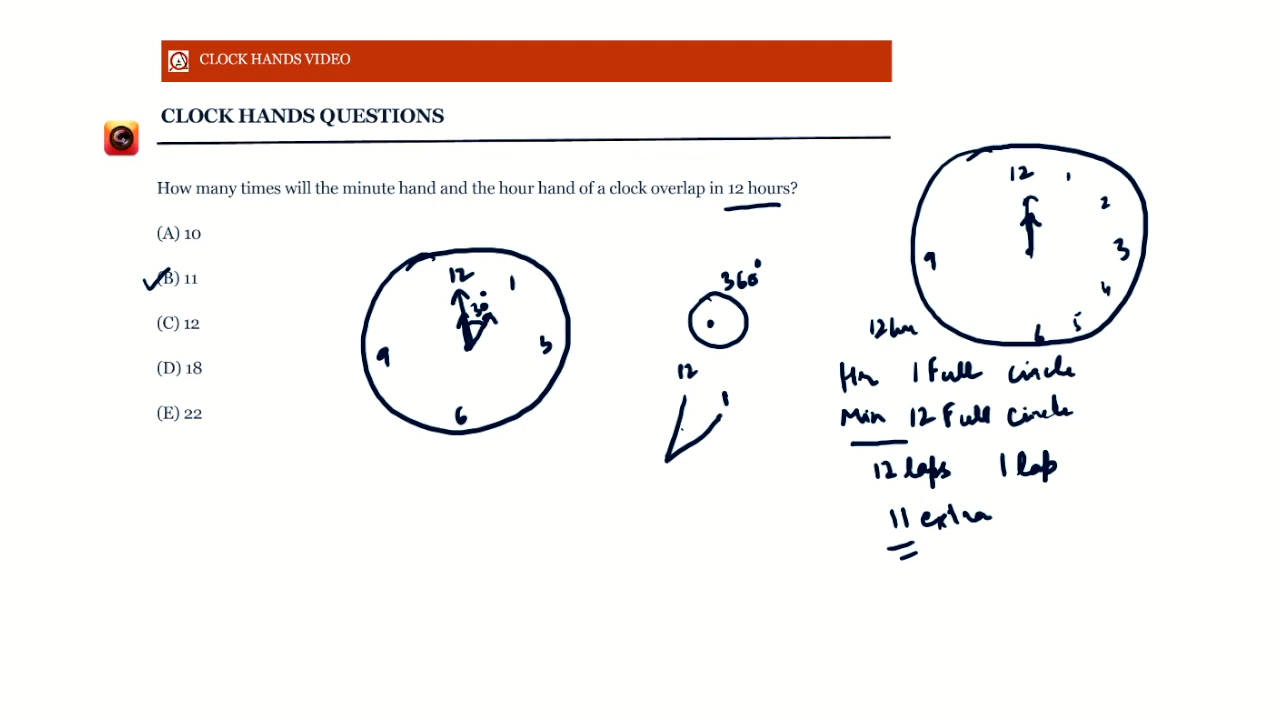 CLOCK HANDS VIDEO
CLOCK HANDS QUESTIONS
How many times will the minute hand and the hour hand of a clock overlap in 12 hours?
(A) 10
(B) 11
(C) 12
(D) 18
(E) 22
12
1
30°
9
3
6
360°
12
1
12
1
2
9
3
4
5
6
12hr
Hr 1 Full circle
Min 12 Full circle
12 laps 1 lap
11 extra